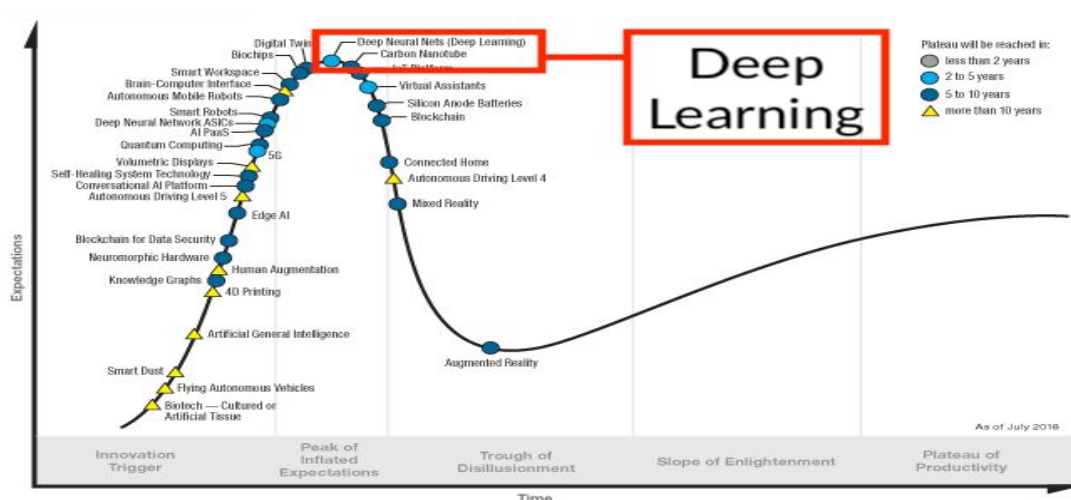 Deep
Learning
Plateau will be reached in:
less than 2 years
2 to 5 years
5 to 10 years
more than 10 years
Expectations
Digital Twin
Biochips
Smart Workspace
Brain-Computer Interface
Autonomous Mobile Robots
Smart Robots
Deep Neural Network ASICs
AI PaaS
Quantum Computing
5G
Volumetric Displays
Self-Healing System Technology
Conversational AI Platform
Autonomous Driving Level 5
Edge AI
Blockchain for Data Security
Neuromorphic Hardware
Human Augmentation
Knowledge Graphs
4D Printing
Artificial General Intelligence
Smart Dust
Flying Autonomous Vehicles
Biotech — Cultured or
Artificial Tissue
Deep Neural Nets (Deep Learning)
Carbon Nanotube
IoT Platform
Virtual Assistants
Silicon Anode Batteries
Blockchain
Connected Home
Autonomous Driving Level 4
Mixed Reality
Augmented Reality
As of July 2018
Innovation
Trigger
Peak of
Inflated
Expectations
Trough of
Disillusionment
Slope of Enlightenment
Plateau of
Productivity
Time